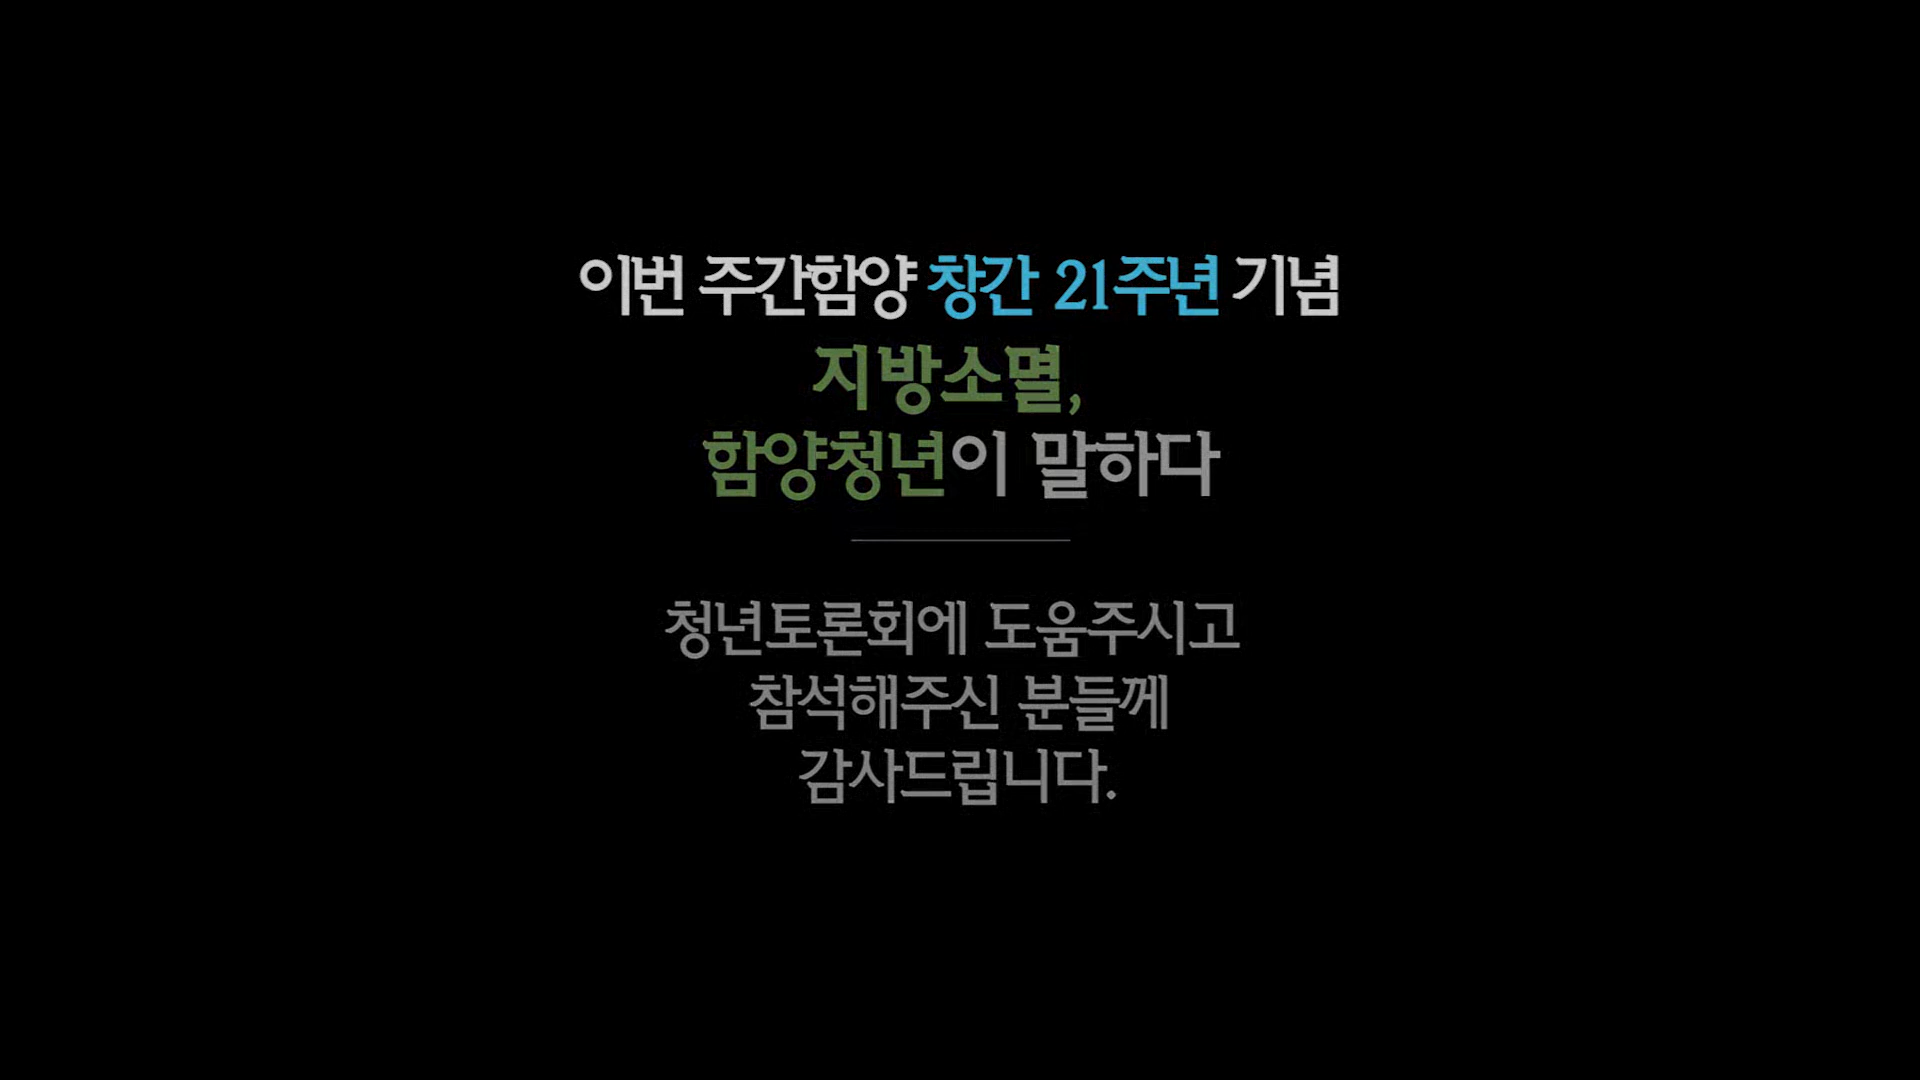 이번 주간함양 창간 21주년 기념
지방소멸,
함양청년이 말하다
청년토론회에 도움주시고
참석해주신 분들께
감사드립니다.